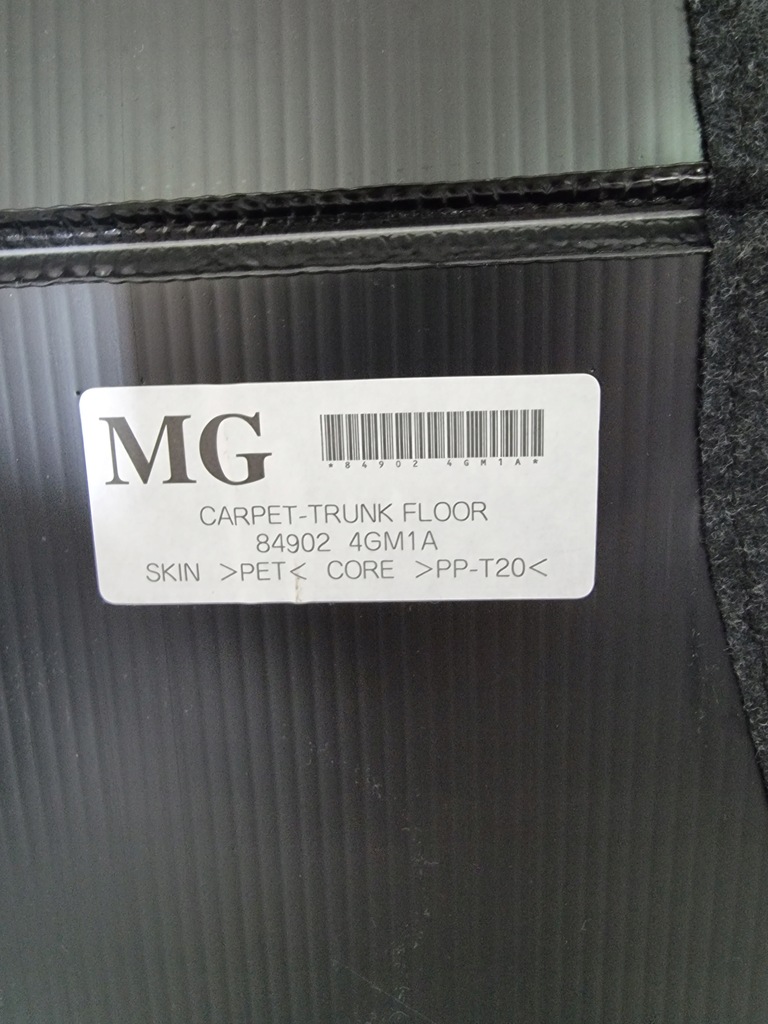 MG
*84902 4GM1A*
CARPET-TRUNK FLOOR
84902 4GM1A
SKIN >PET< CORE >PP-T20<